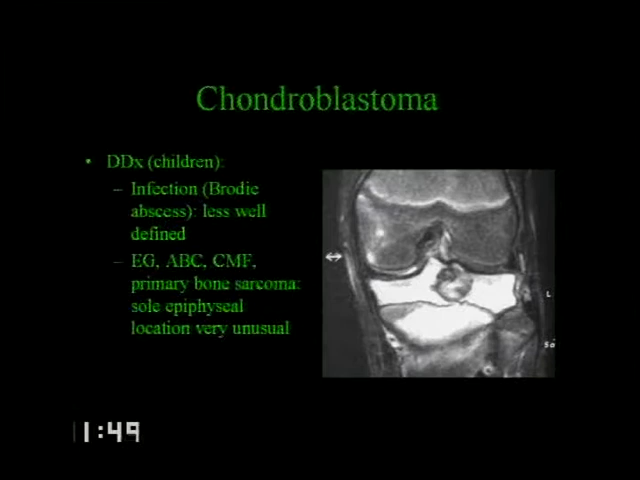 Chondroblastoma
• DDx (children):
– Infection (Brodie
abscess): less well
defined
– EG, ABC, CMF,
primary bone sarcoma:
sole epiphyseal
location very unusual
L
1:49